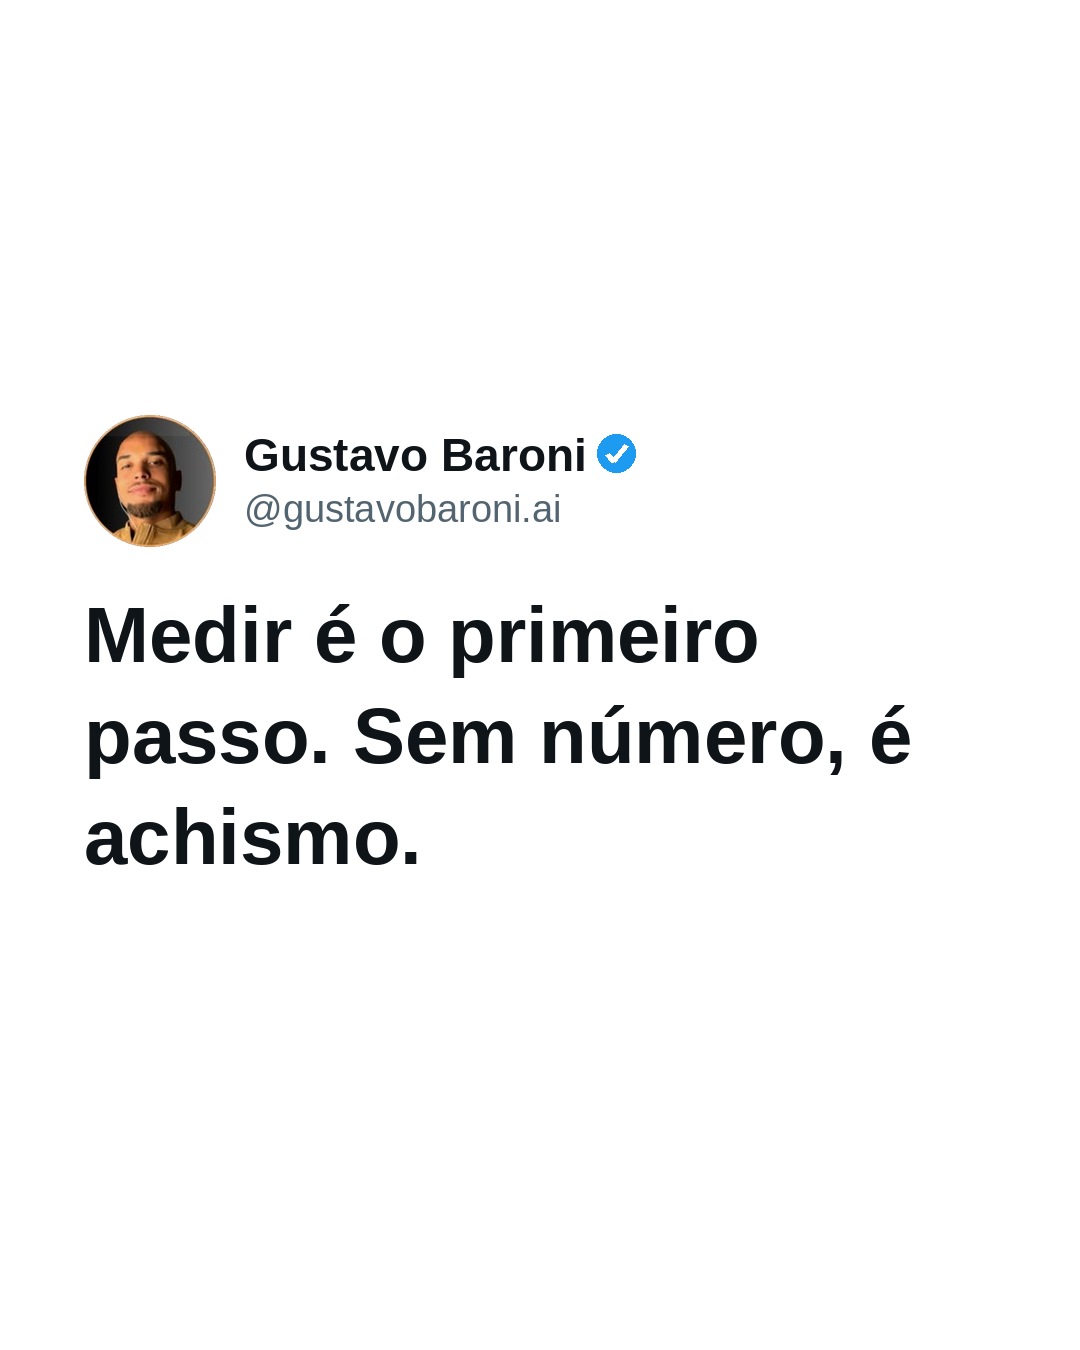 Gustavo Baroni
@gustavobaroni.ai
Medir é o primeiro
passo. Sem número, é
achismo.